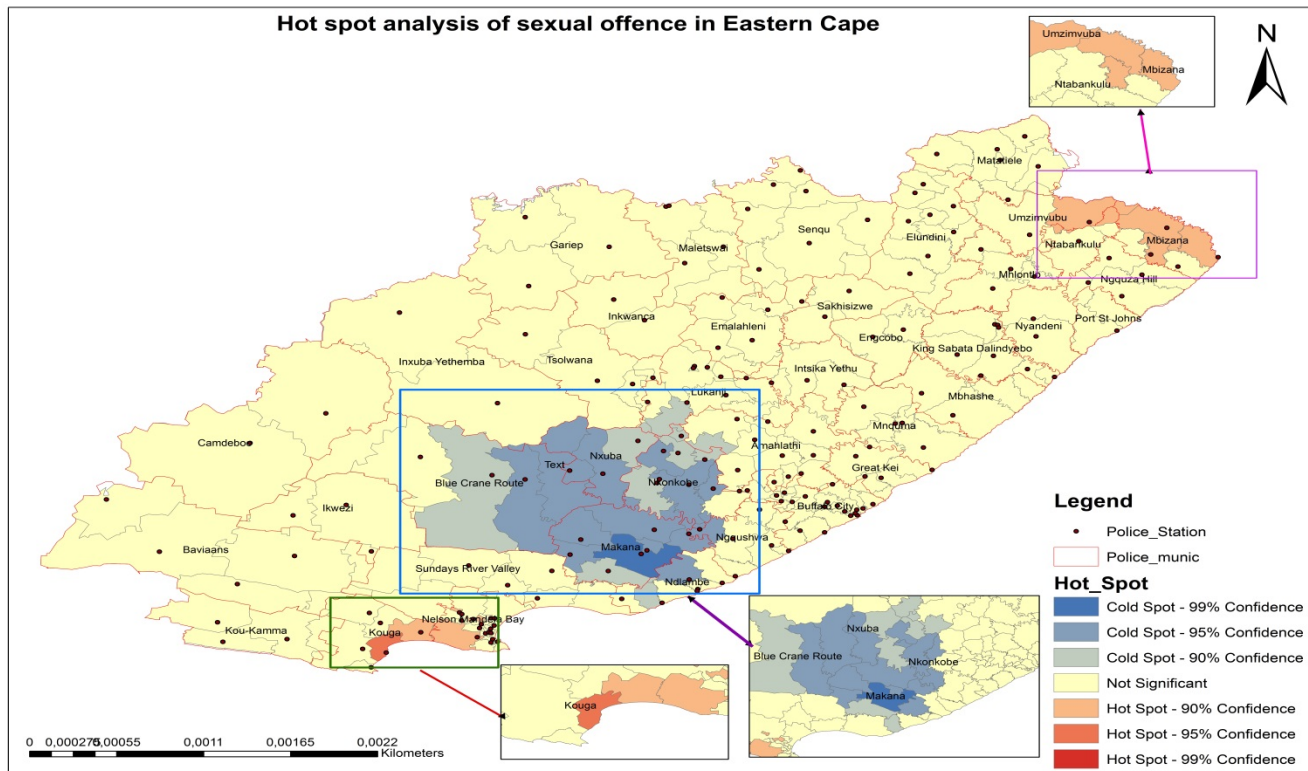 Hot spot analysis of sexual offence in Eastern Cape
Umzimvuba
Mbizana
Ntabankulu
N
Matatiele
Umzimvubu
Ntabankulu
Mbizana
Gariep
Maletswai
Senqu
Elundini
Mhlontlo
Ngquza Hill
Sakhisizwe
Inkwanca
Emalahleni
Port St Johns
Nyandeni
Engcobo
King Sabata Dalindyebo
Inxuba Yethemba
Tsolwana
Intsika Yethu
Lukanji
Mbhashe
Mnquma
Camdeboo
Amahlathi
Nxuba
Text
Great Kei
Blue Crane Route
Nkonkobe
Ikwezi
Buffalo City
Ngqushwa
Makana
Baviaans
Sundays River Valley
Ndlambe
Nelson Mandela Bay
Kouga
Kou-Kamma
Nxuba
Blue Crane Route
Nkonkobe
Makana
Kouga
Legend
Police_Station
Police_munic
Hot_Spot
Cold Spot - 99% Confidence
Cold Spot - 95% Confidence
Cold Spot - 90% Confidence
Not Significant
Hot Spot - 90% Confidence
Hot Spot - 95% Confidence
Hot Spot - 99% Confidence
0 0,000275 0,00055 0,0011 0,00165 0,0022
Kilometers